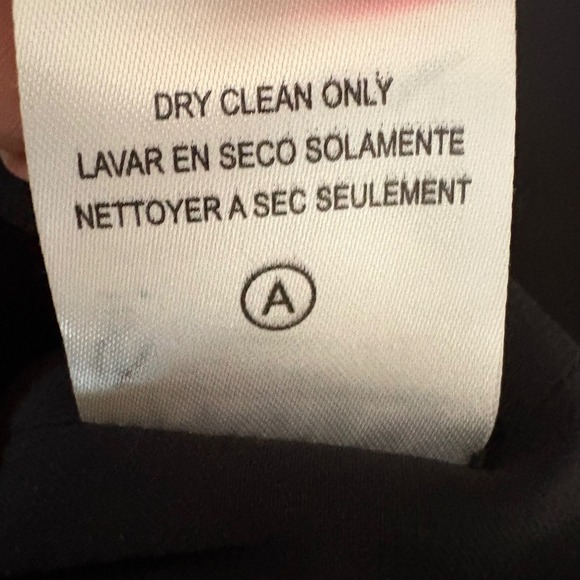 DRY CLEAN ONLY
LAVAR EN SECO SOLAMENTE
NETTOYER A SEC SEULEMENT
A